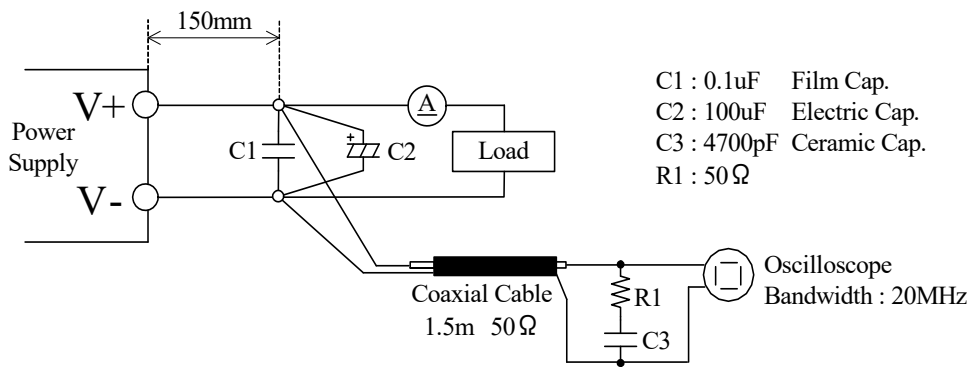 150mm
V+
Power
Supply
V-
C1
+
C2
A
Load
C1 : 0.1uF Film Cap.
C2 : 100uF Electric Cap.
C3 : 4700pF Ceramic Cap.
R1 : 50Ω
Coaxial Cable
1.5m 50Ω
R1
C3
Oscilloscope
Bandwidth : 20MHz